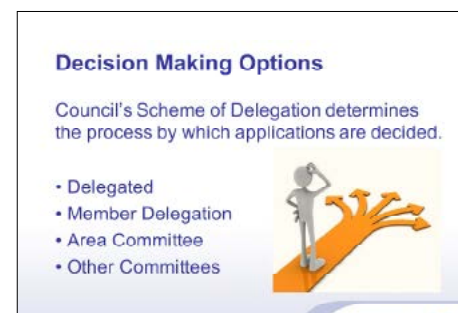 Decision Making Options
Council's Scheme of Delegation determines
the process by which applications are decided.
• Delegated
• Member Delegation
• Area Committee
• Other Committees